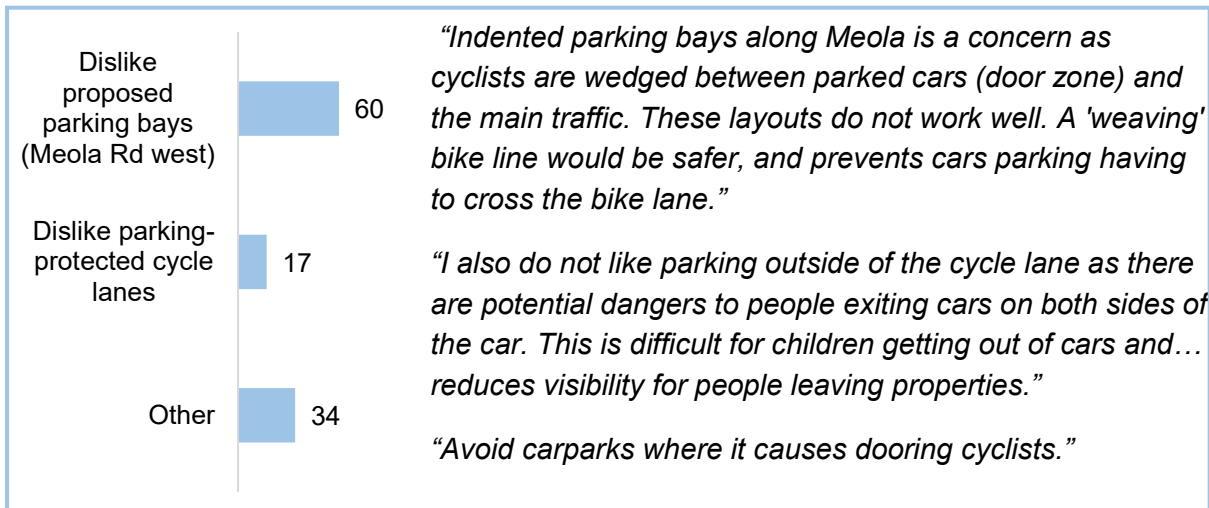 Dislike
proposed
parking bays
(Meola Rd west)
60
Dislike parking-
protected cycle
lanes
17
Other
34
“Indented parking bays along Meola is a concern as
cyclists are wedged between parked cars (door zone) and
the main traffic. These layouts do not work well. A 'weaving'
bike line would be safer, and prevents cars parking having
to cross the bike lane.”
“I also do not like parking outside of the cycle lane as there
are potential dangers to people exiting cars on both sides of
the car. This is difficult for children getting out of cars and…
reduces visibility for people leaving properties.”
“Avoid carparks where it causes dooring cyclists.”